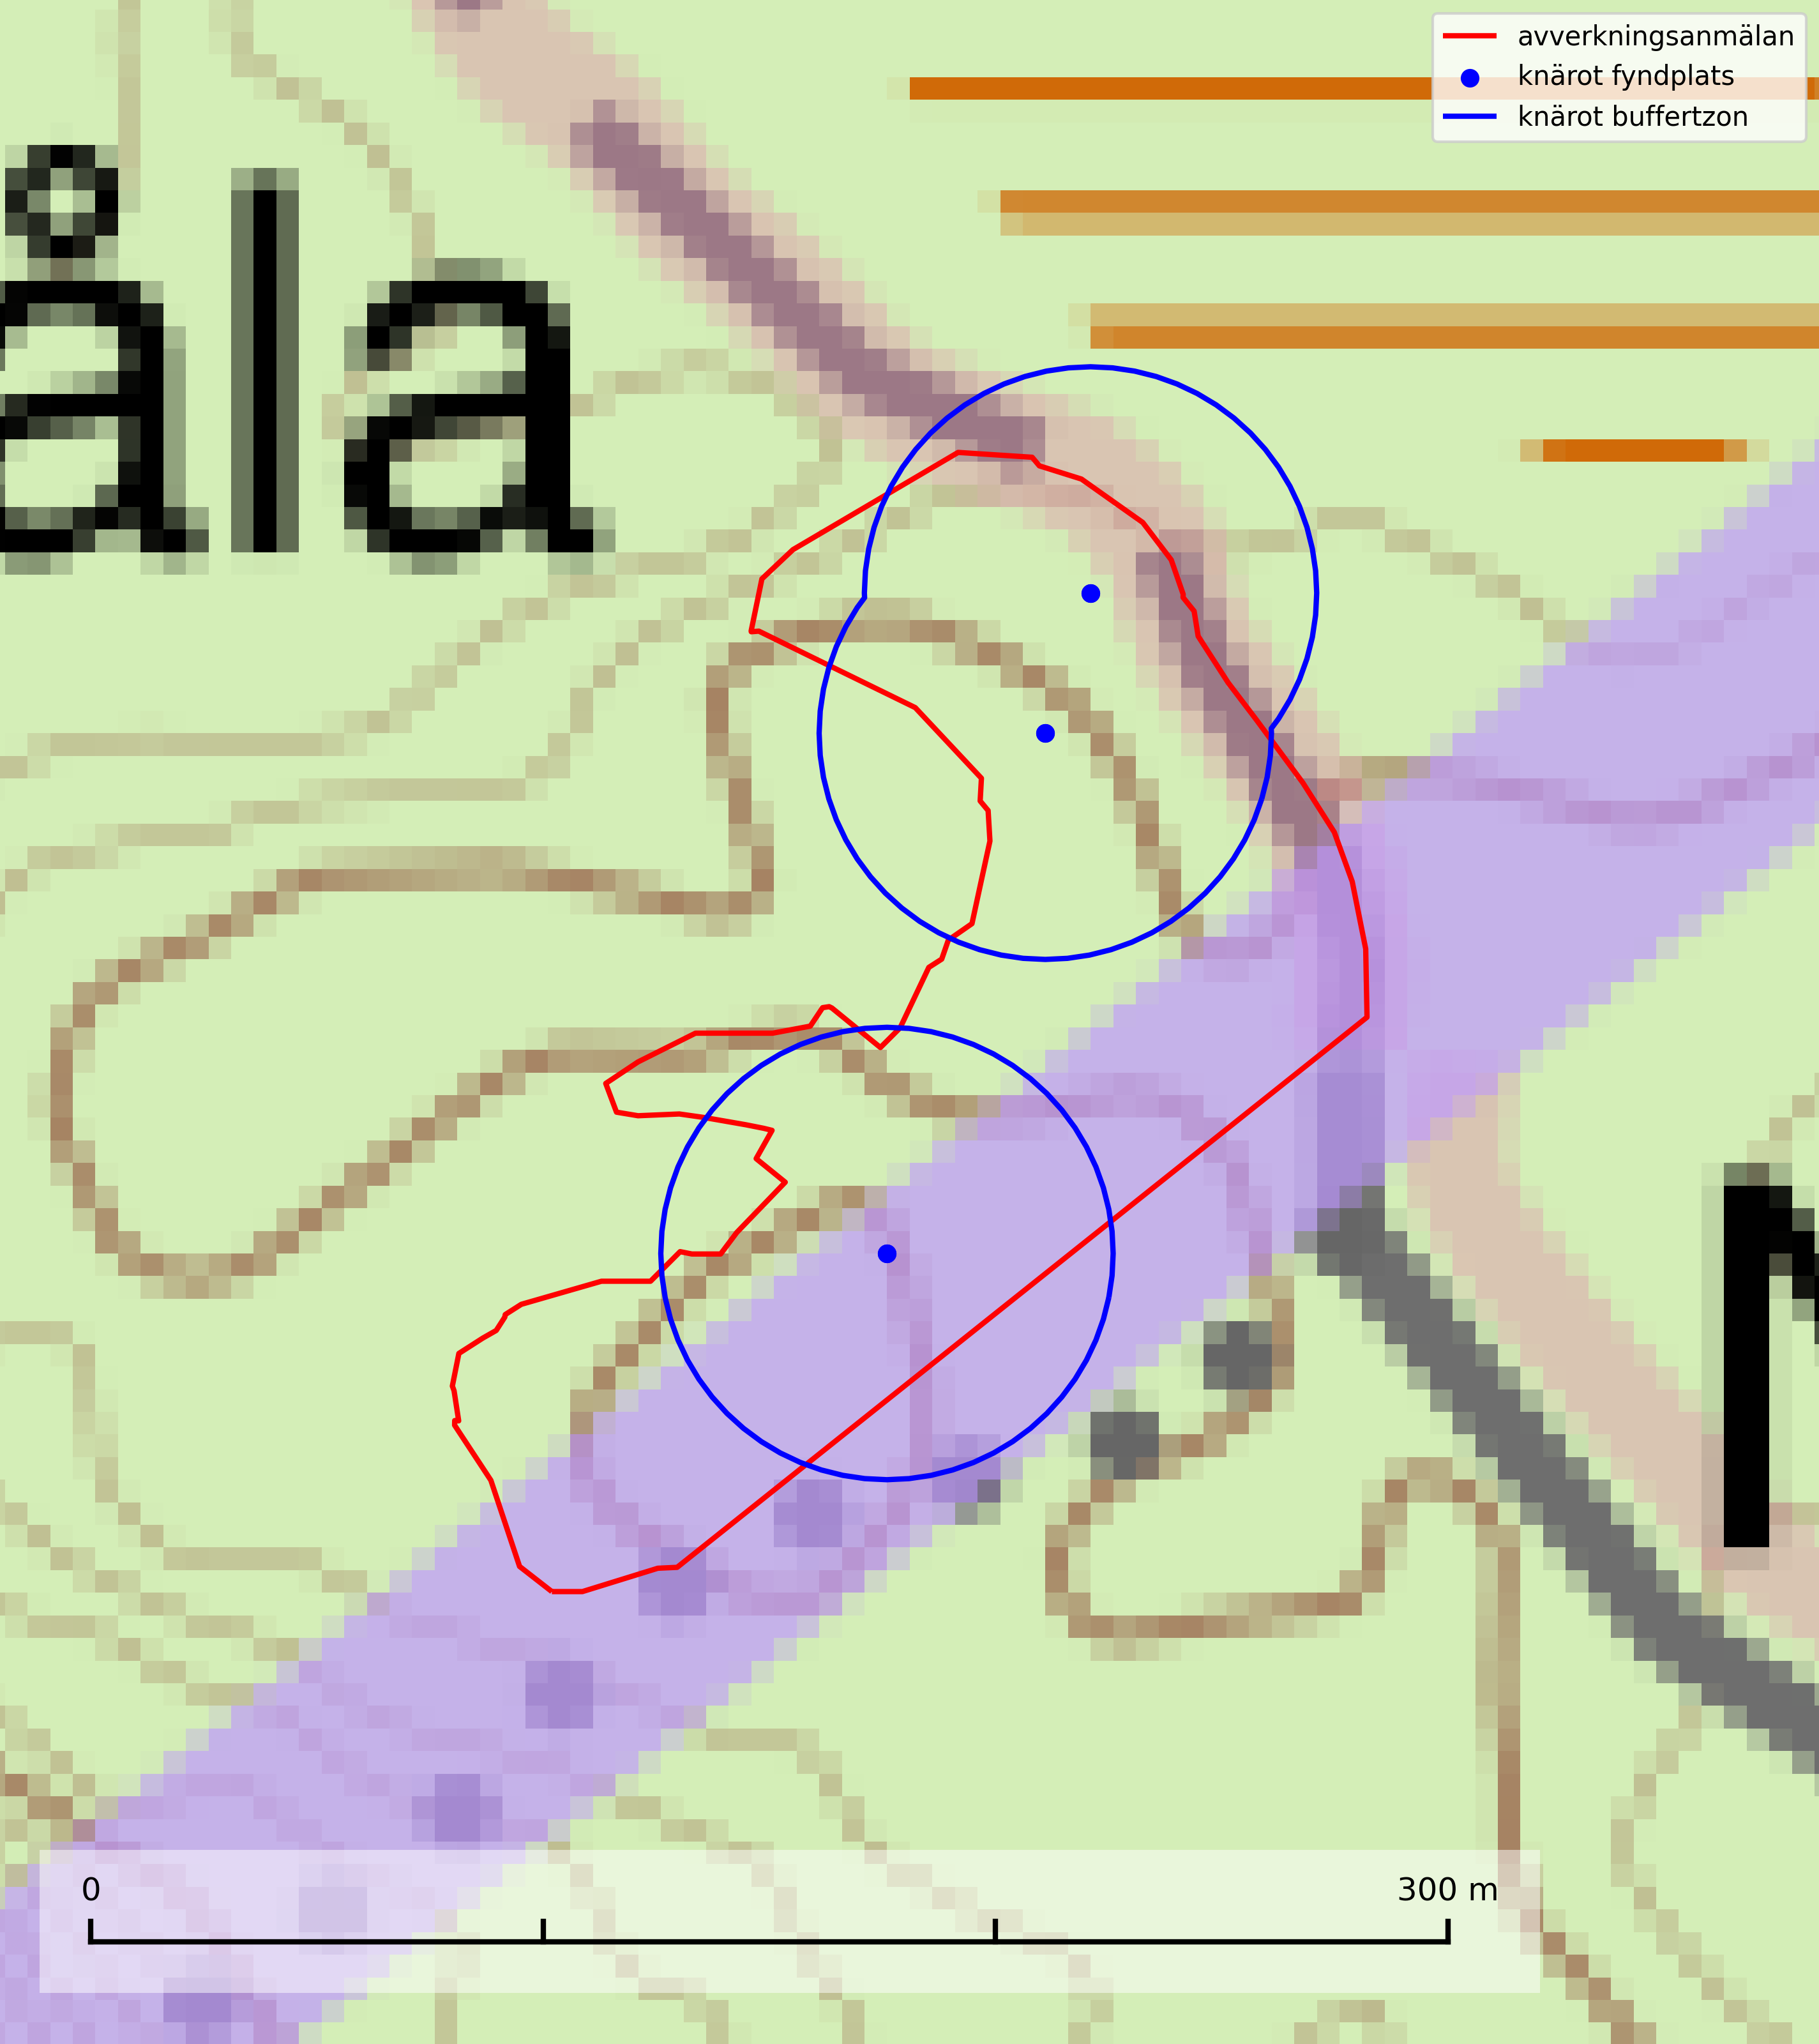 avverkningsanmälan
knärot fyndplats
knärot buffertzon
åla
0
300 m